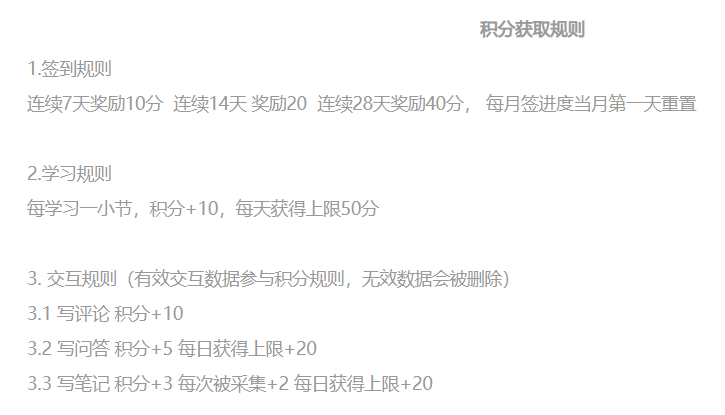 积分获取规则
1.签到规则
连续7天奖励10分 连续14天 奖励20 连续28天奖励40分， 每月签进度当月第一天重置
2.学习规则
每学习一小节，积分+10，每天获得上限50分
3. 交互规则（有效交互数据参与积分规则，无效数据会被删除）
3.1 写评论 积分+10
3.2 写问答 积分+5 每日获得上限+20
3.3 写笔记 积分+3 每次被采集+2 每日获得上限+20